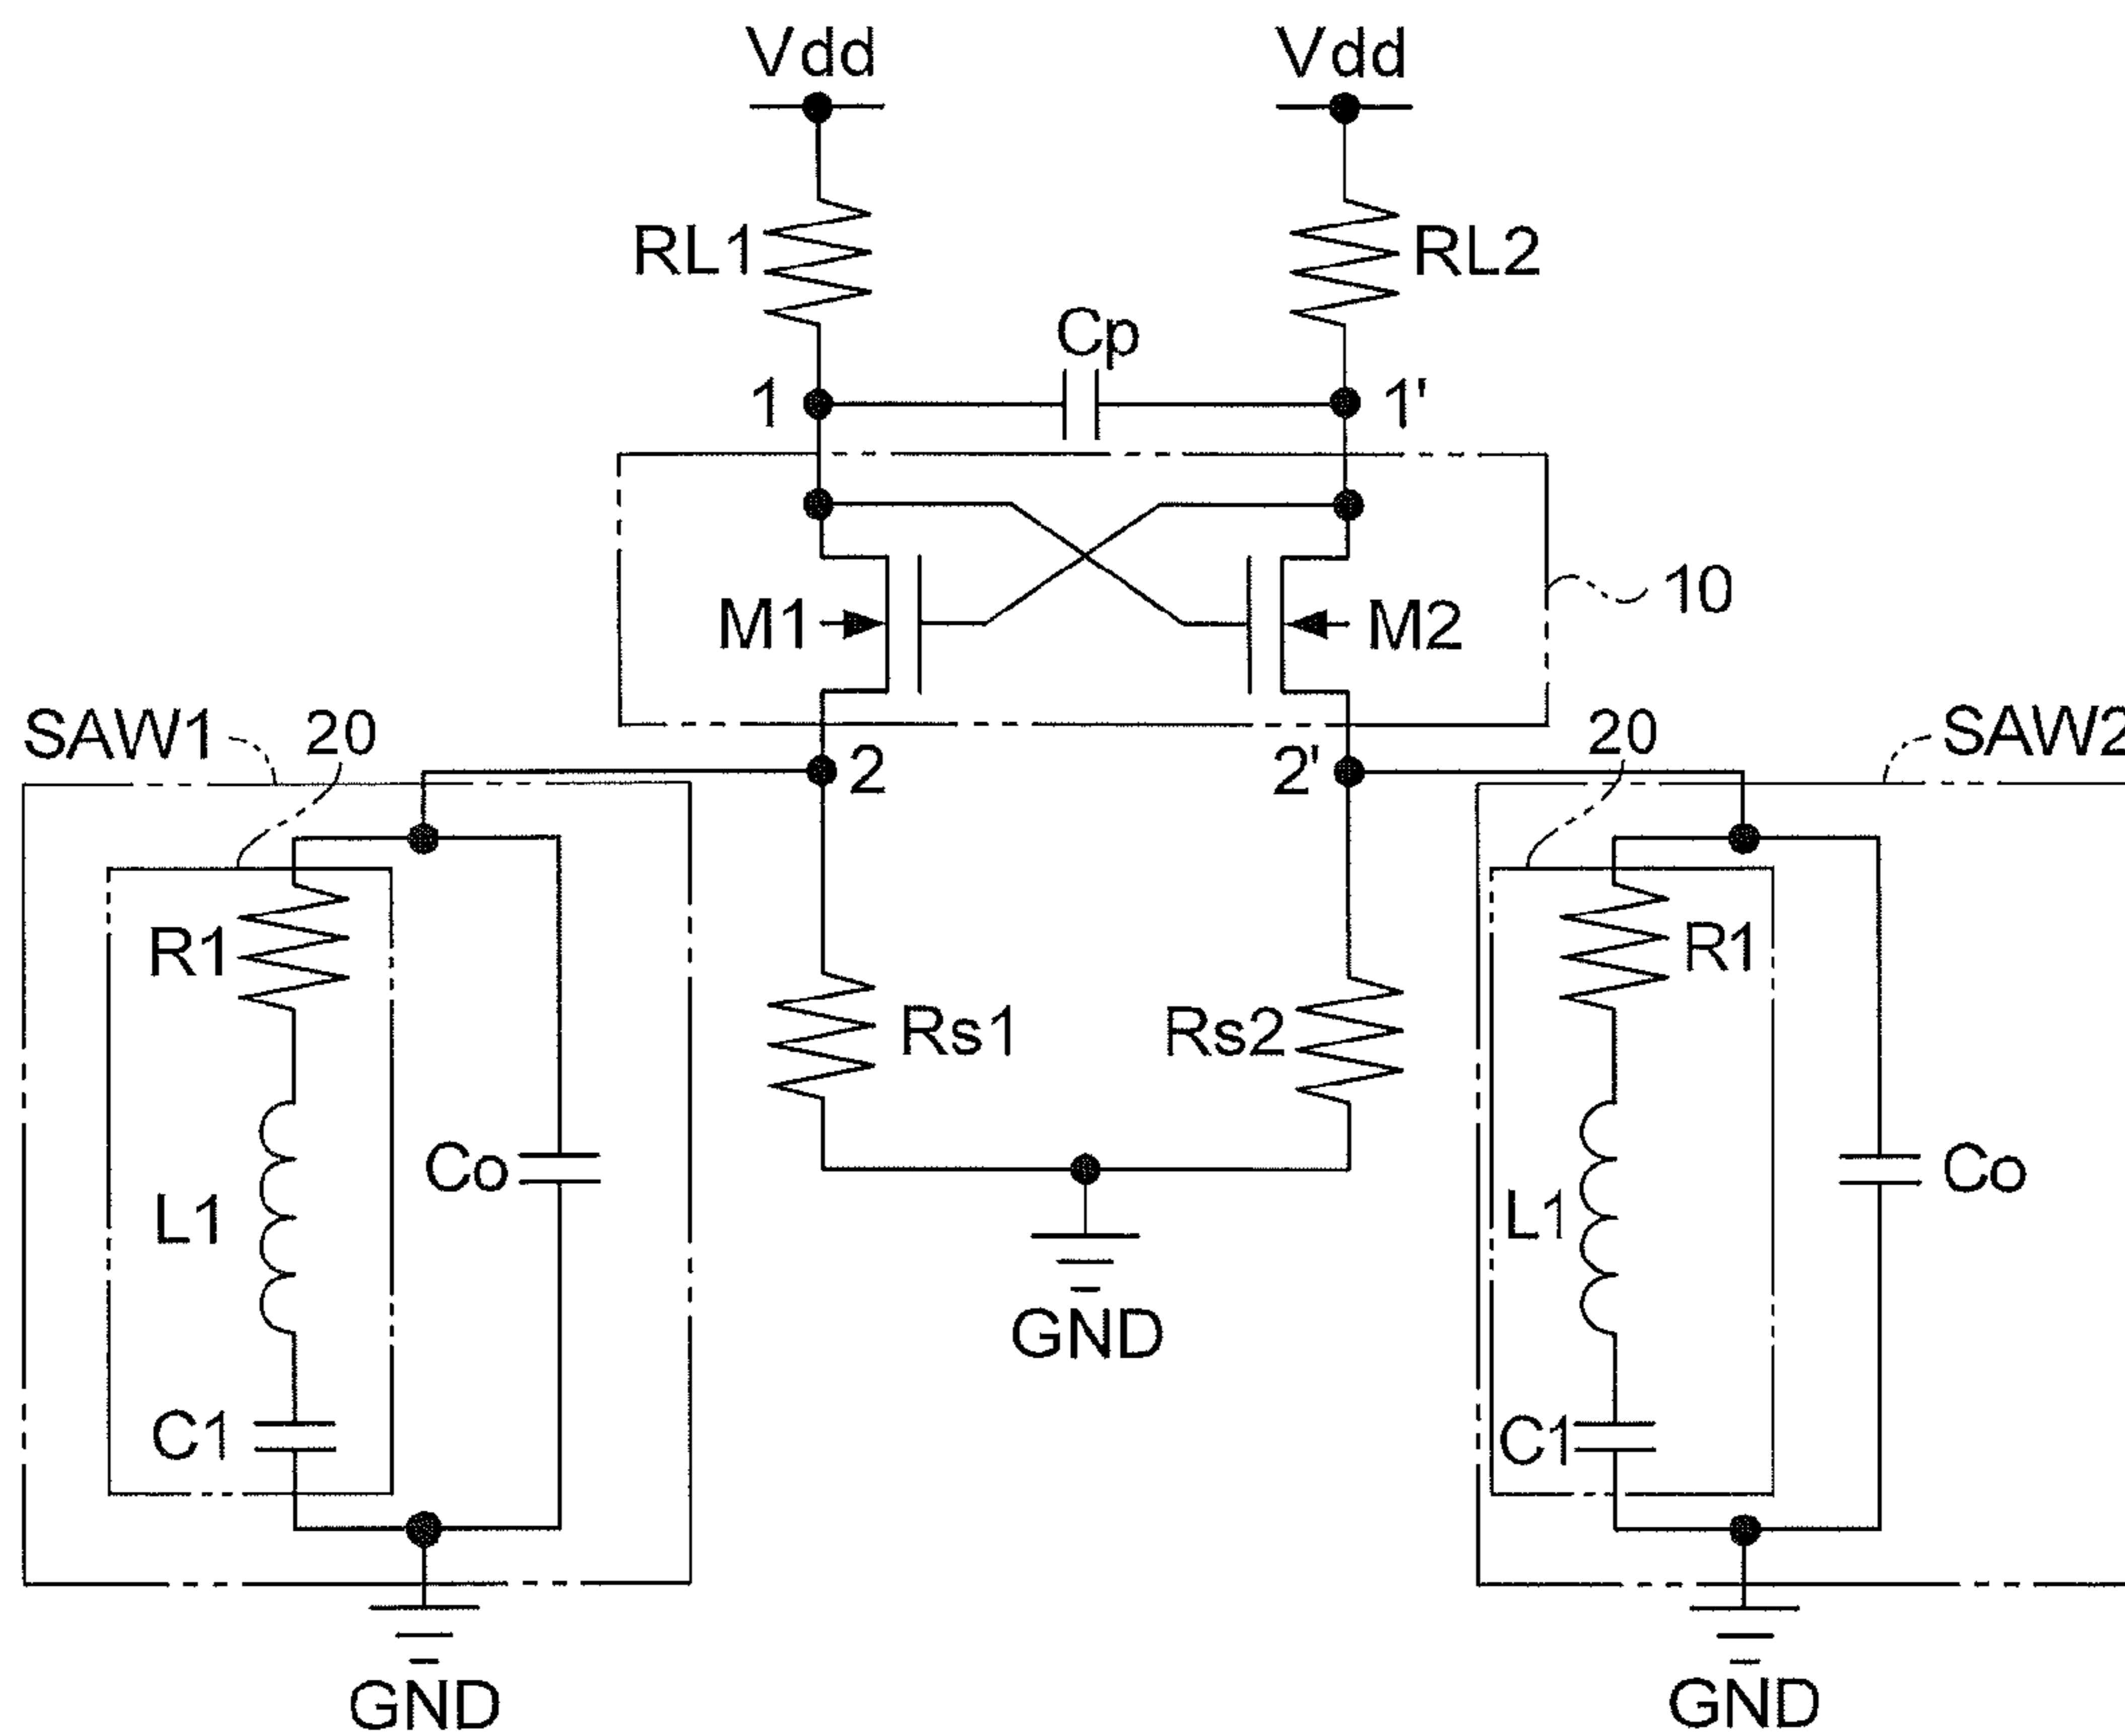 Vdd Vdd
RL1 RL2
Cp
1 1'
M1 M2 10
SAW1 20 2 2' 20 SAW2
R1 R1
Rs1 Rs2
Co Co
L1 L1
GND
C1 C1
GND GND